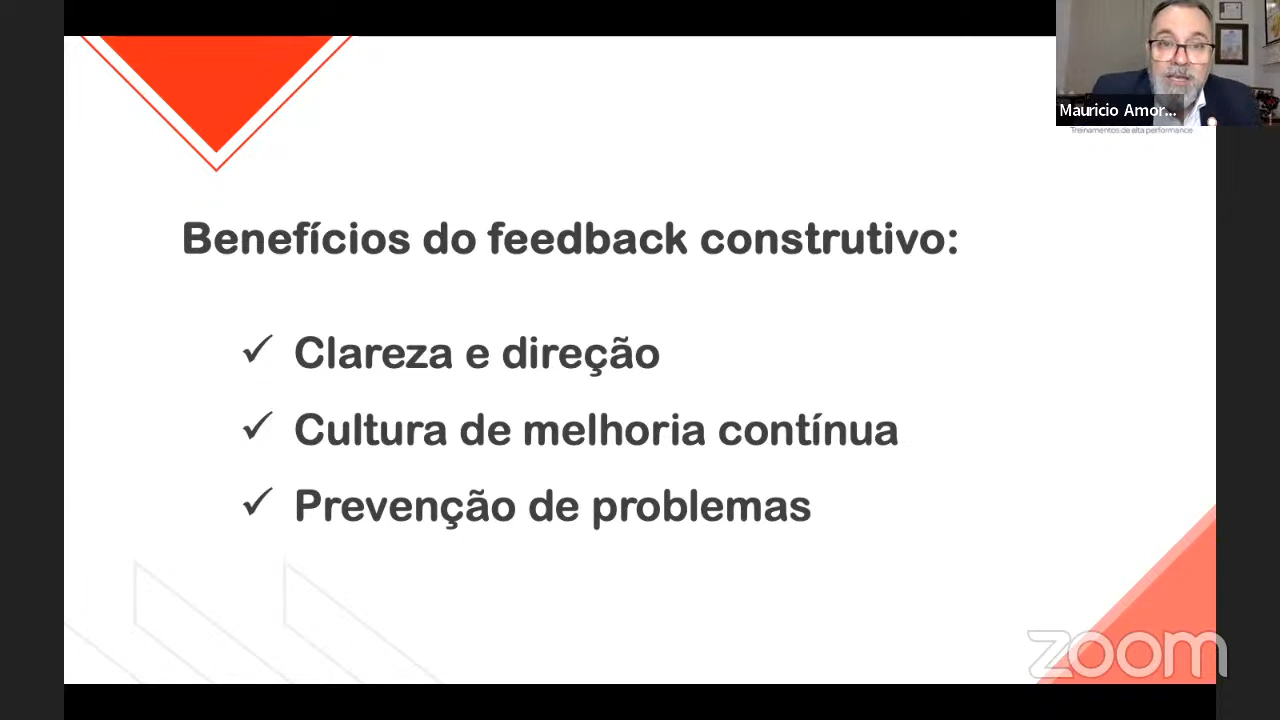 Mauricio Amor...
Treinamentos de alta performance
Benefícios do feedback construtivo:
✓ Clareza e direção
✓ Cultura de melhoria contínua
✓ Prevenção de problemas
zoom